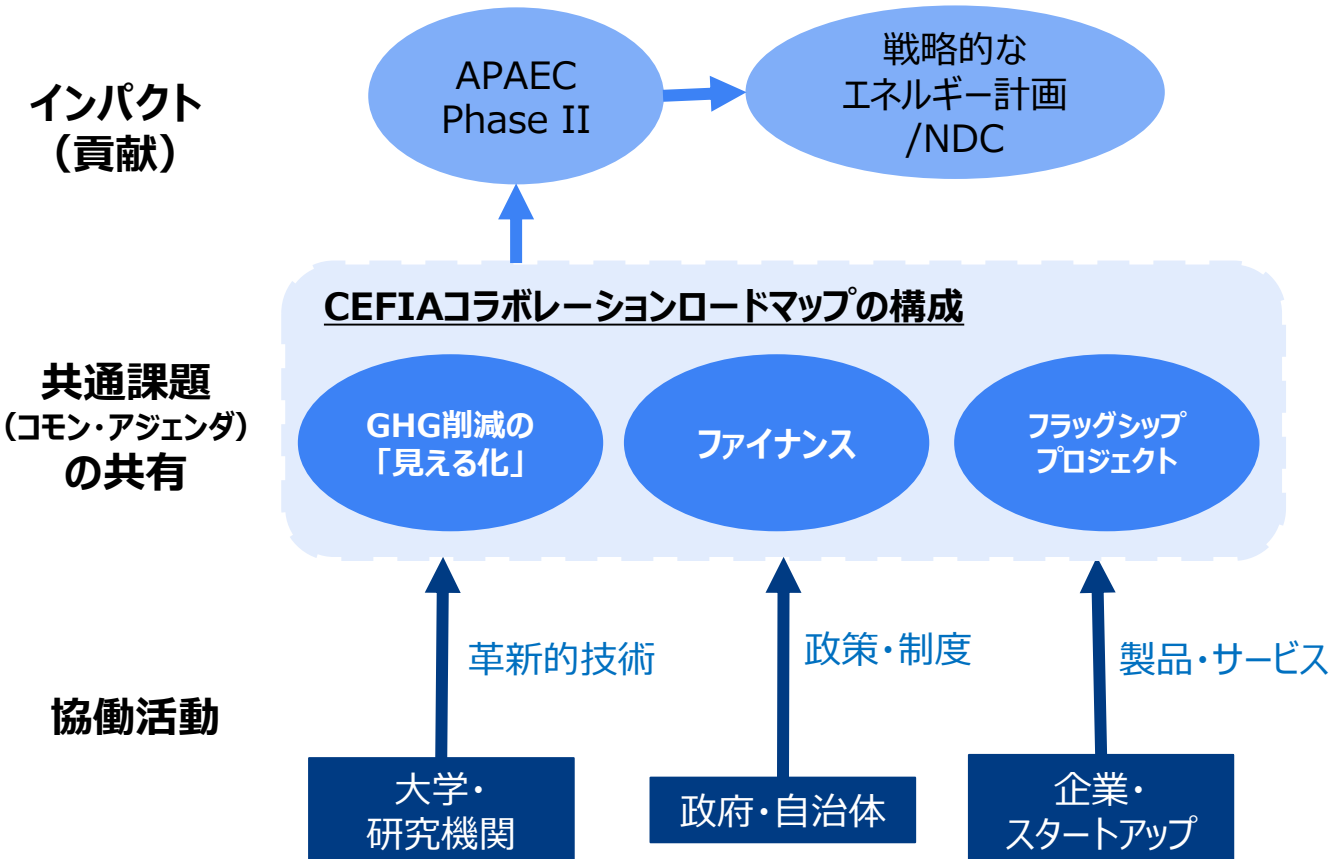 インパクト
（貢献）
APAEC
Phase II
戦略的な
エネルギー計画
/NDC
CEFIAコラボレーションロードマップの構成
共通課題
（コモン・アジェンダ）
の共有
GHG削減の
「見える化」
ファイナンス
フラッグシップ
プロジェクト
協働活動
革新的技術
政策・制度
製品・サービス
大学・
研究機関
政府・自治体
企業・
スタートアップ